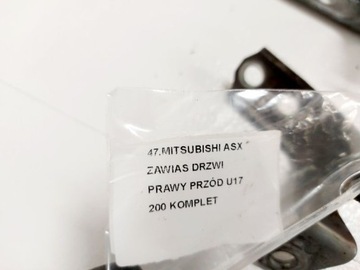 47.MITSUBISHI ASX
ZAWIAS DRZWI
PRAWY PRZÓD U17
200 KOMPLET